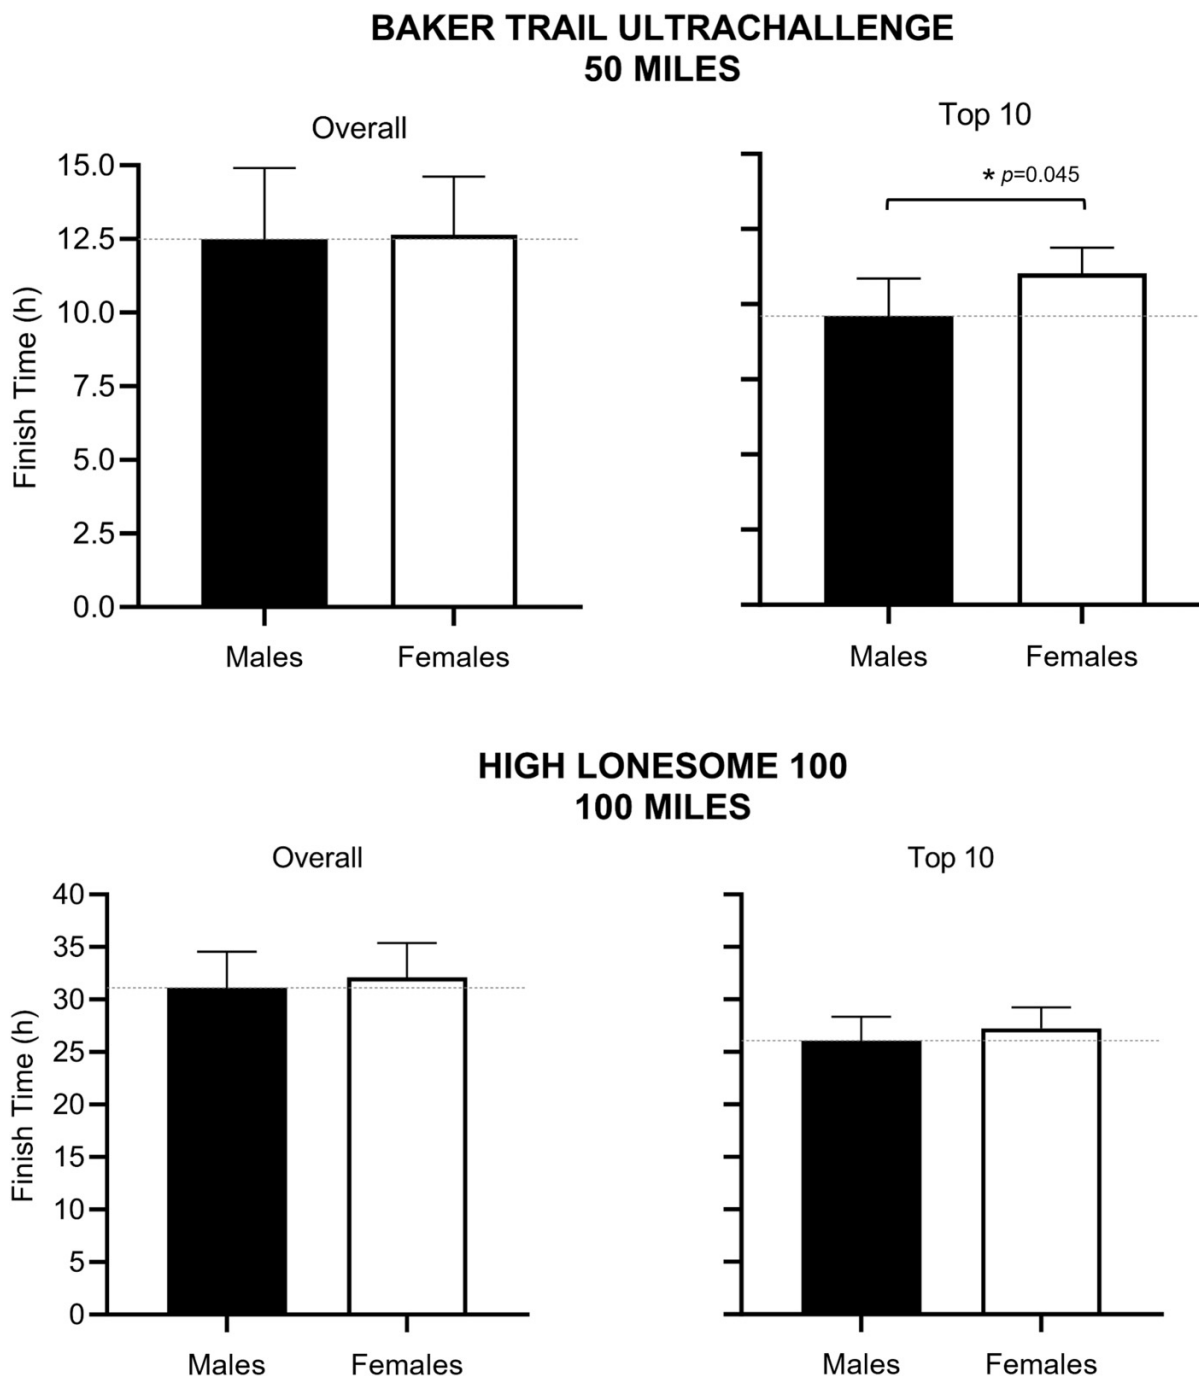 BAKER TRAIL ULTRACHALLENGE
50 MILES
Overall
Top 10
15.0
12.5
10.0
7.5
5.0
2.5
0.0
Finish Time (h)
* p=0.045
Males
Females
Males
Females
HIGH LONESOME 100
100 MILES
Overall
Top 10
40
35
30
25
20
15
10
5
0
Finish Time (h)
Males
Females
Males
Females